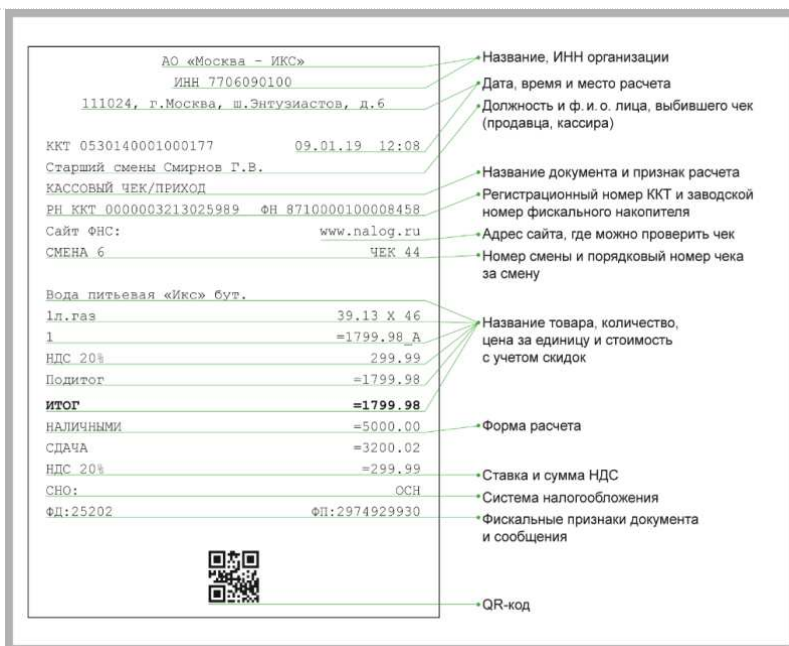 АО «Москва - ИКС»
ИНН 7706090100
111024, г.Москва, ш.Энтузиастов, д.6
ККТ 0530140001000177 09.01.19 12:08
Старший смены Смирнов Г.В.
КАССОВЫЙ ЧЕК/ПРИХОД
РН ККТ 0000003213025989 ФН 8710000100008458
Сайт ФНС: www.nalog.ru
СМЕНА 6 ЧЕК 44
Вода питьевая «Икс» бут.
1л.газ 39.13 X 46
1 =1799.98_А
НДС 20% 299.99
Подитог =1799.98
ИТОГ =1799.98
НАЛИЧНЫМИ =5000.00
СДАЧА =3200.02
НДС 20% =299.99
СНО: ОСН
ФД:25202 ФП:2974929930
Название, ИНН организации
Дата, время и место расчета
Должность и ф. и. о. лица, выбившего чек
(продавца, кассира)
Название документа и признак расчета
Регистрационный номер ККТ и заводской
номер фискального накопителя
Адрес сайта, где можно проверить чек
Номер смены и порядковый номер чека
за смену
Название товара, количество,
цена за единицу и стоимость
с учетом скидок
Форма расчета
Ставка и сумма НДС
Система налогообложения
Фискальные признаки документа
и сообщения
QR-код